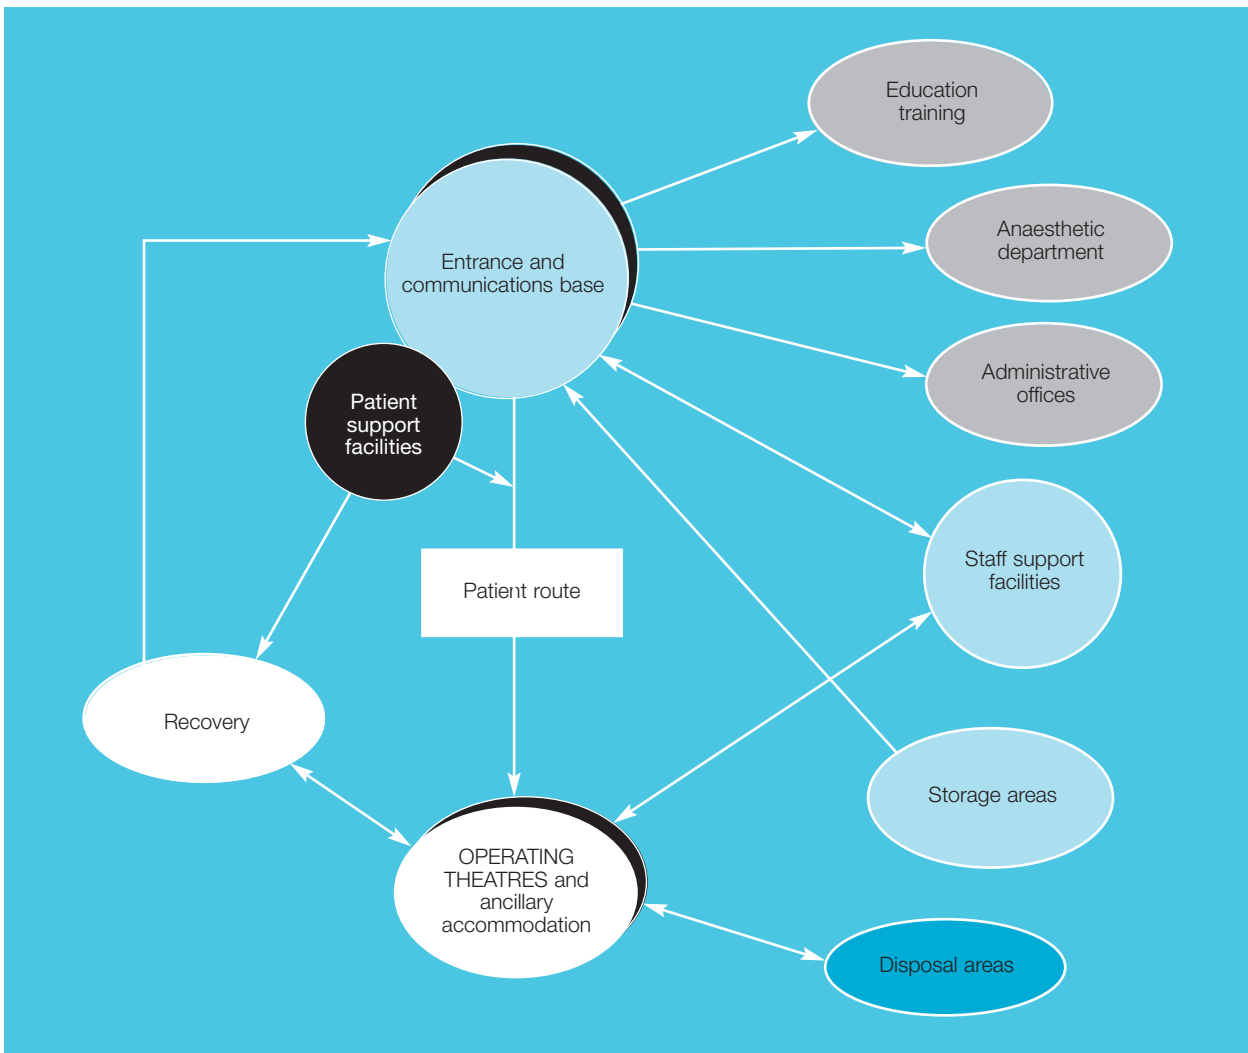 Education
training
Anaesthetic
department
Entrance and
communications base
Administrative
offices
Patient
support
facilities
Staff support
facilities
Patient route
Recovery
Storage areas
OPERATING
THEATRES and
ancillary
accommodation
Disposal areas